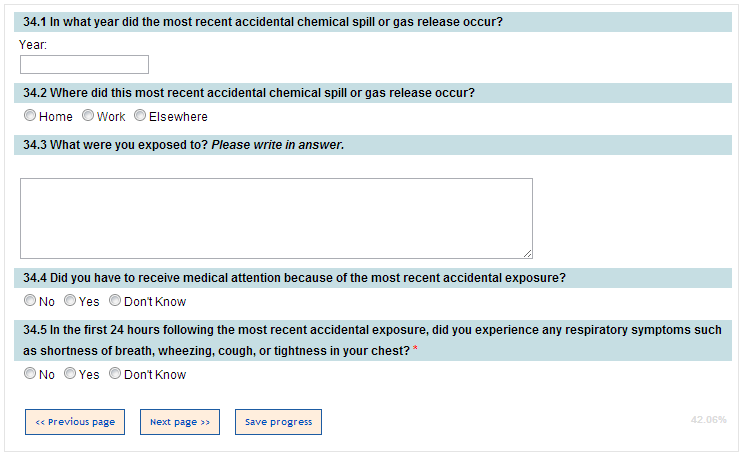 34.1 In what year did the most recent accidental chemical spill or gas release occur?
Year:
34.2 Where did this most recent accidental chemical spill or gas release occur?
Home Work Elsewhere
34.3 What were you exposed to? Please write in answer.
34.4 Did you have to receive medical attention because of the most recent accidental exposure?
No Yes Don't Know
34.5 In the first 24 hours following the most recent accidental exposure, did you experience any respiratory symptoms such
as shortness of breath, wheezing, cough, or tightness in your chest? *
No Yes Don't Know
<< Previous page Next page >> Save progress 42.06%